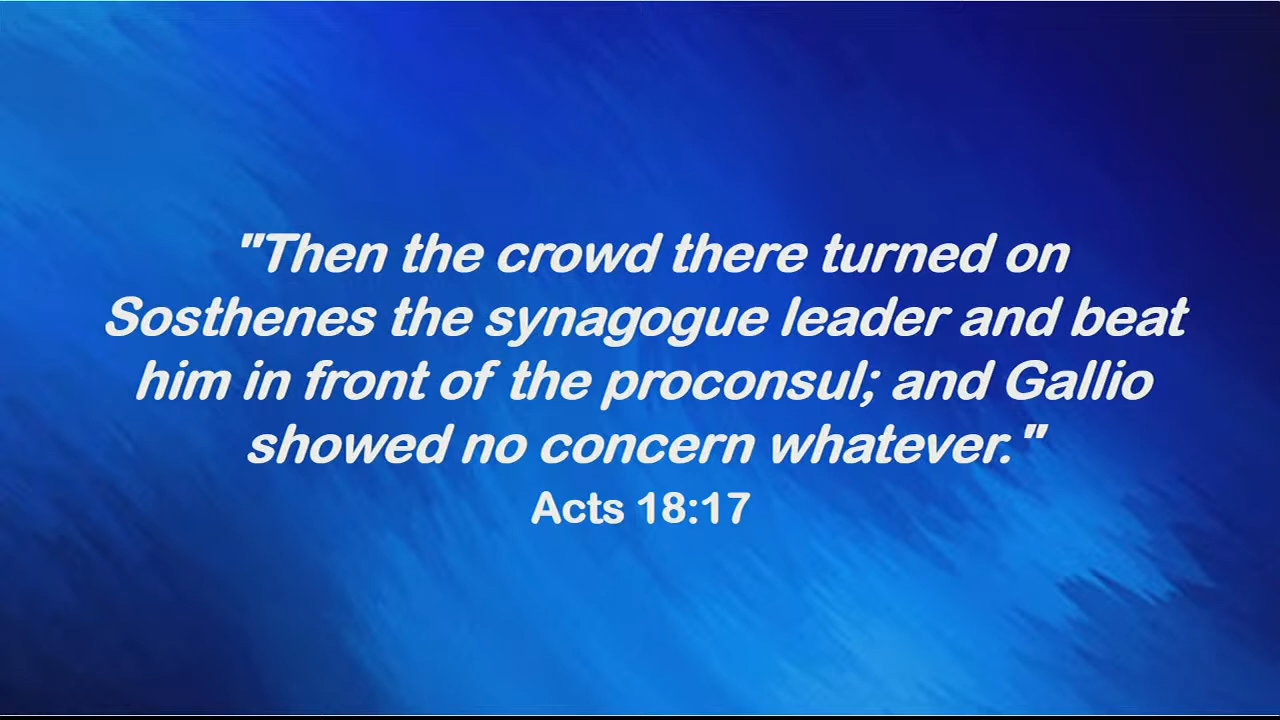 "Then the crowd there turned on
Sosthenes the synagogue leader and beat
him in front of the proconsul; and Gallio
showed no concern whatever."
Acts 18:17